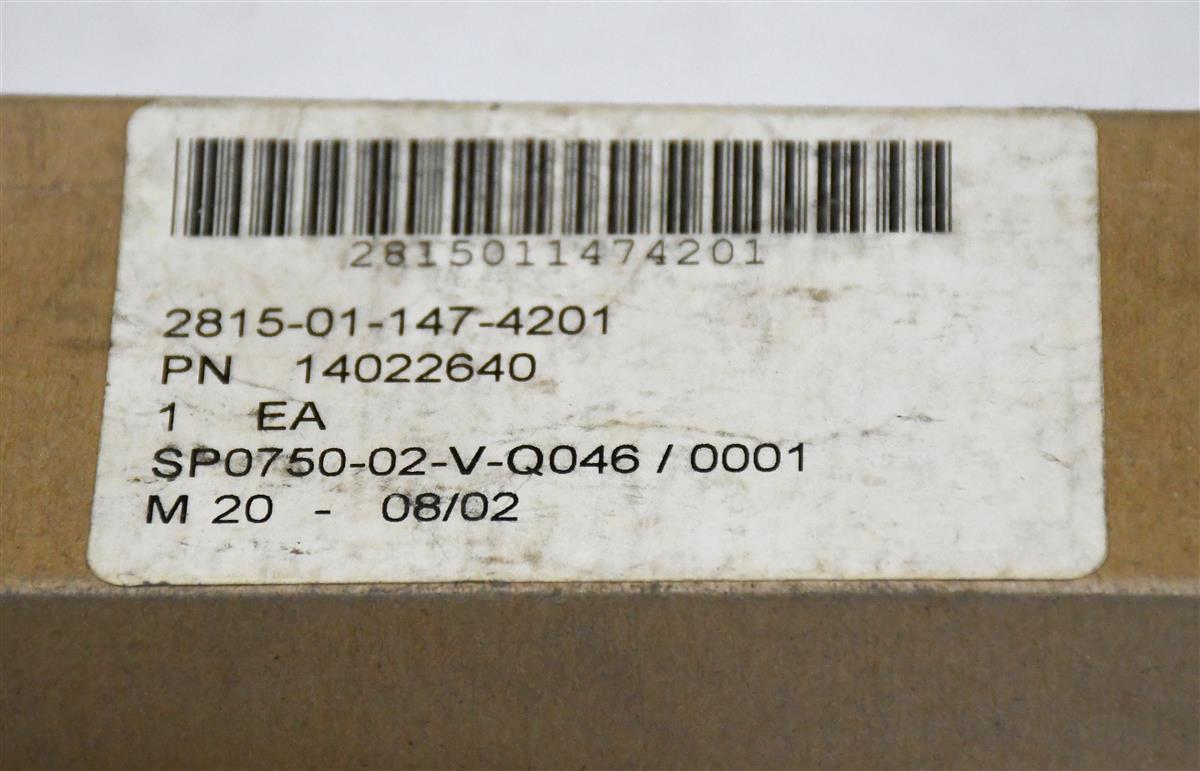 2815011474201
2815-01-147-4201
PN 14022640
1 EA
SP0750-02-V-Q046 / 0001
M 20 - 08/02